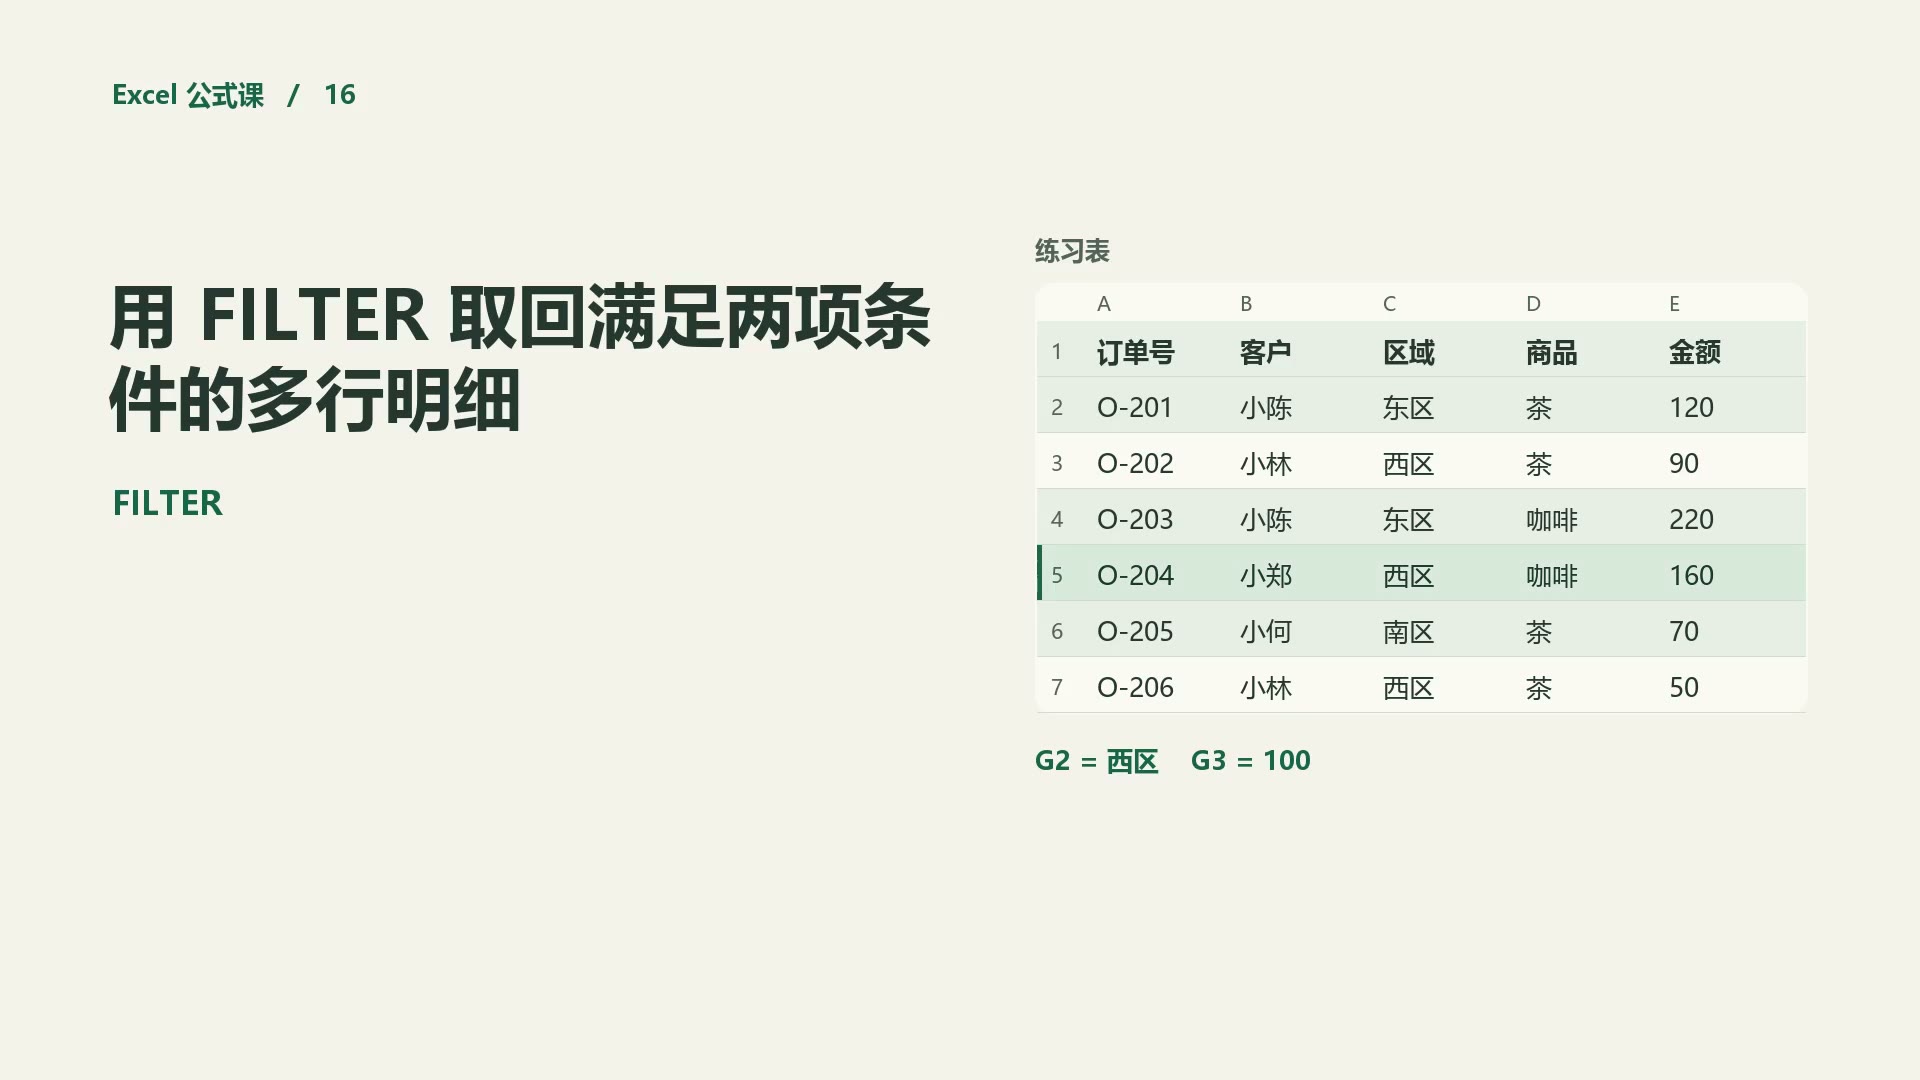 Excel 公式课 / 16
用 FILTER 取回满足两项条
件的多行明细
FILTER
练习表
A B C D E
1 订单号 客户 区域 商品 金额
2 O-201 小陈 东区 茶 120
3 O-202 小林 西区 茶 90
4 O-203 小陈 东区 咖啡 220
5 O-204 小郑 西区 咖啡 160
6 O-205 小何 南区 茶 70
7 O-206 小林 西区 茶 50
G2 = 西区 G3 = 100